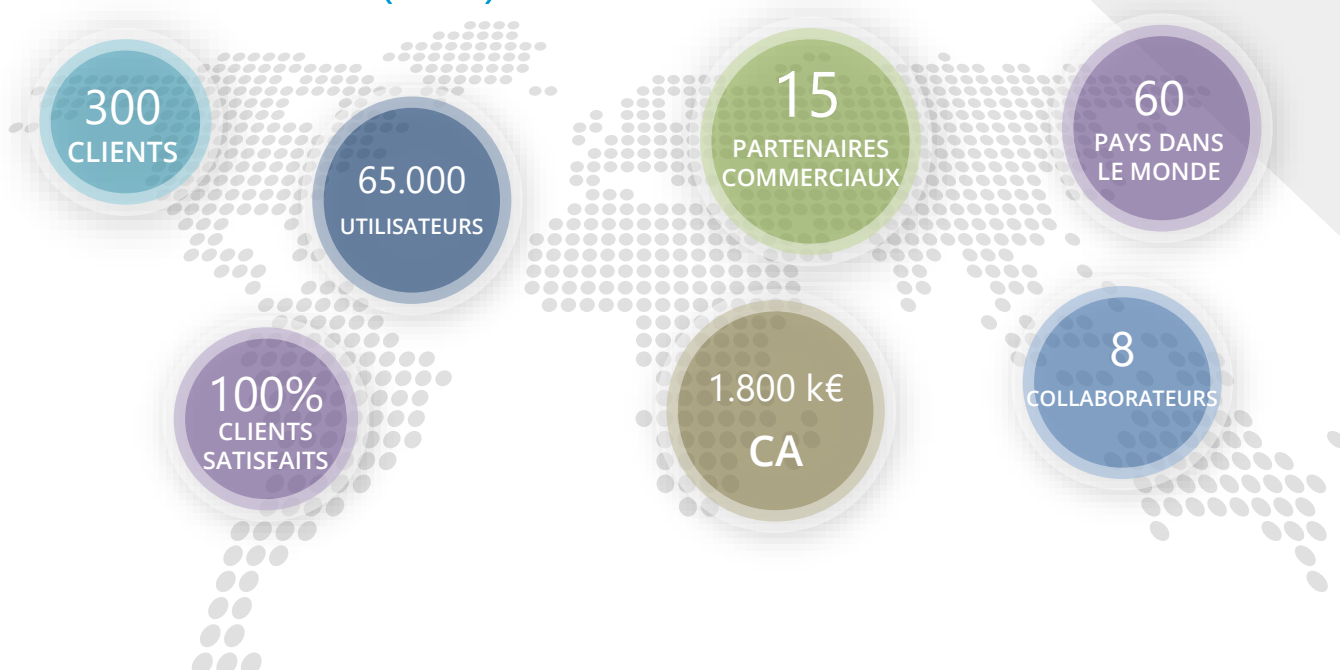 300
CLIENTS
65.000
UTILISATEURS
15
PARTENAIRES
COMMERCIAUX
60
PAYS DANS
LE MONDE
100%
CLIENTS
SATISFAITS
1.800 k€
CA
8
COLLABORATEURS